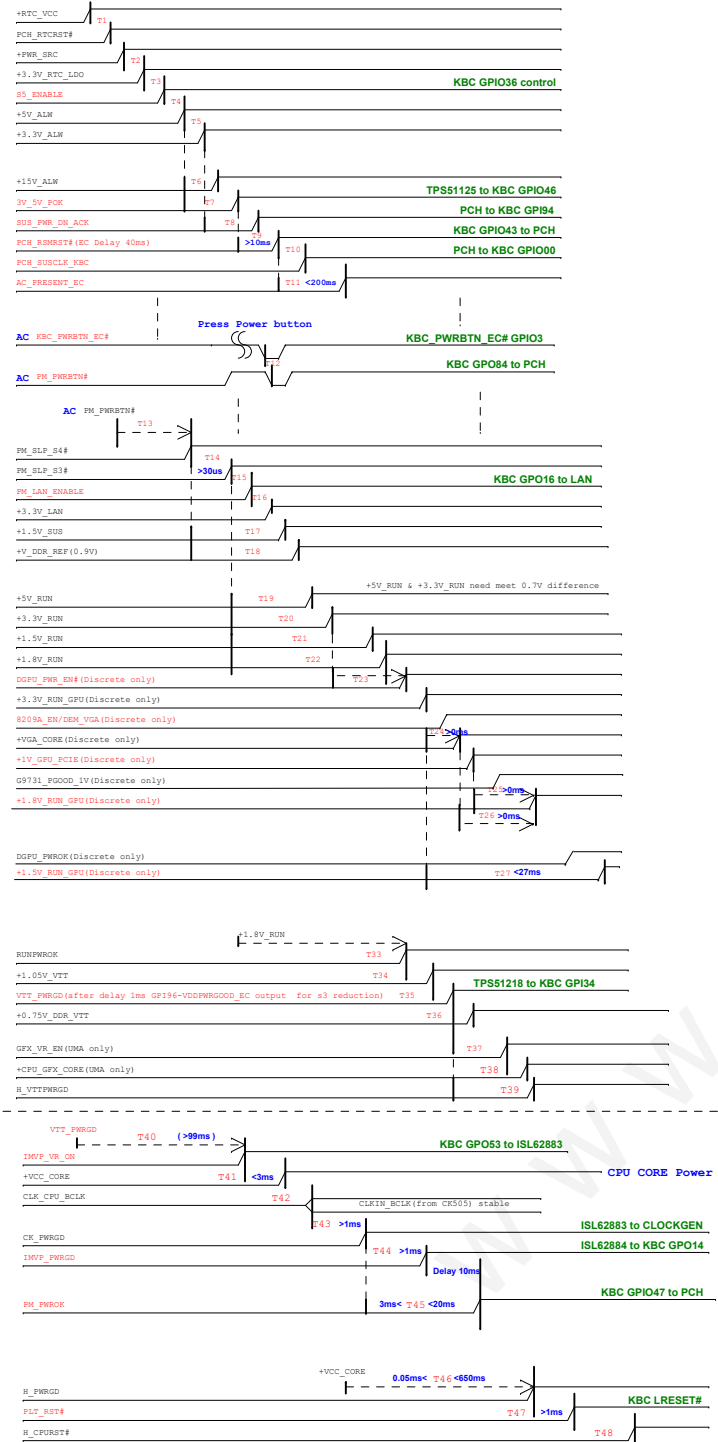 +RTC_VCC
T1
PCH_RTCRST#
+PWR_SRC
T2
+3.3V_RTC_LDO
T3
KBC GPIO36 control
S5_ENABLE
T4
+5V_ALW
T5
+3.3V_ALW
+15V_ALW
T6
TPS51125 to KBC GPIO46
3V_5V_POK
T7
PCH to KBC GPI94
SUS_PWR_DN_ACK
T8
T9
KBC GPIO43 to PCH
PCH_RSMRST#(EC Delay 40ms)
>10ms
T10
PCH to KBC GPIO00
PCH_SUSCLK_KBC
AC_PRESENT_EC
T11 <200ms
Press Power button
AC KBC_PWRBTN_EC#
KBC_PWRBTN_EC# GPIO3
T12
KBC GPO84 to PCH
AC PM_PWRBTN#
AC PM_PWRBTN#
T13
PM_SLP_S4#
T14
PM_SLP_S3#
>30us
T15
KBC GPO16 to LAN
PM_LAN_ENABLE
T16
+3.3V_LAN
+1.5V_SUS
T17
+V_DDR_REF(0.9V)
T18
+5V_RUN & +3.3V_RUN need meet 0.7V difference
+5V_RUN
T19
+3.3V_RUN
T20
+1.5V_RUN
T21
+1.8V_RUN
T22
DGPU_PWR_EN#(Discrete only)
T23
+3.3V_RUN_GPU(Discrete only)
8209A_EN/DEM_VGA(Discrete only)
T24 >0ms
+VGA_CORE(Discrete only)
+1V_GPU_PCIE(Discrete only)
G9731_PGOOD_1V(Discrete only)
T25 >0ms
+1.8V_RUN_GPU(Discrete only)
T26 >0ms
DGPU_PWROK(Discrete only)
+1.5V_RUN_GPU(Discrete only)
T27 <27ms
+1.8V_RUN
RUNPWROK
T33
+1.05V_VTT
T34
TPS51218 to KBC GPI34
VTT_PWRGD(after delay 1ms GPI96-VDDPWRGOOD_EC output for s3 reduction)
T35
+0.75V_DDR_VTT
T36
GFX_VR_EN(UMA only)
T37
+CPU_GFX_CORE(UMA only)
T38
H_VTTPWRGD
T39
VTT_PWRGD
T40
( >99ms )
KBC GPO53 to ISL62883
IMVP_VR_ON
+VCC_CORE
T41
<3ms
CPU CORE Power
CLK_CPU_BCLK
T42
CLKIN_BCLK(from CK505) stable
T43
>1ms
ISL62883 to CLOCKGEN
CK_PWRGD
T44
>1ms
ISL62884 to KBC GPO14
IMVP_PWRGD
Delay 10ms
KBC GPIO47 to PCH
PM_PWROK
3ms< T45 <20ms
+VCC_CORE
0.05ms< T46 <650ms
H_PWRGD
KBC LRESET#
PLT_RST#
T47
>1ms
H_CPURST#
T48
W W W